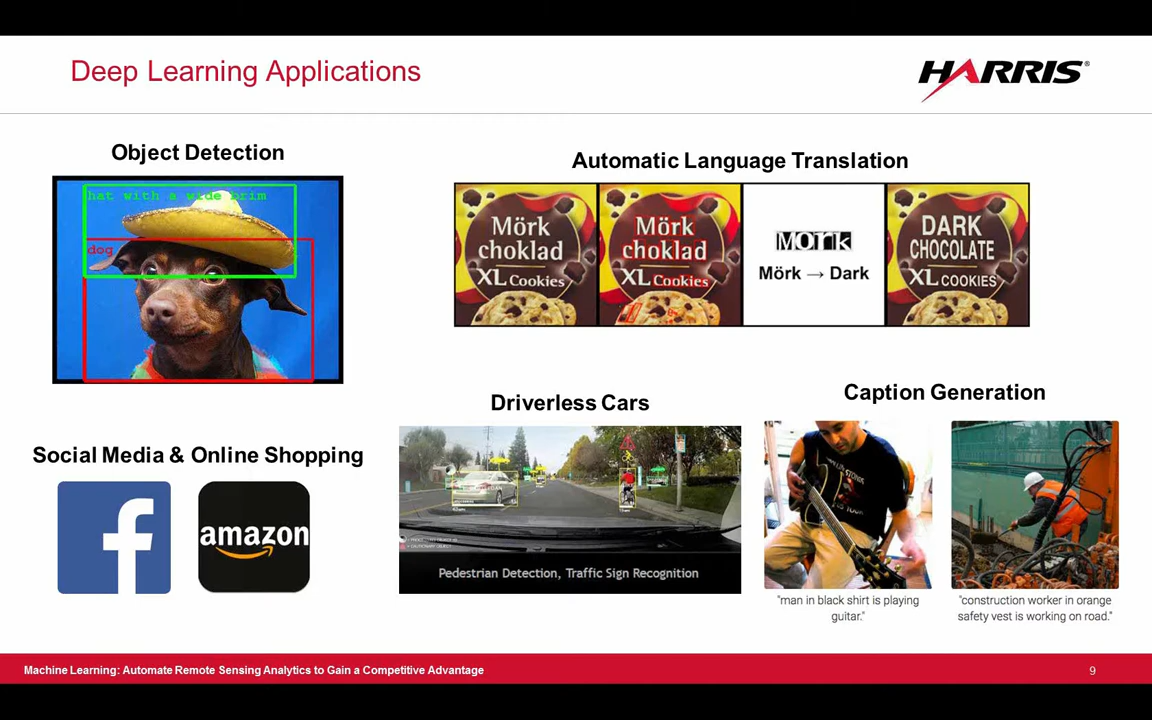 Deep Learning Applications
HARRIS®
Object Detection
hat with a wide brim
dog
Automatic Language Translation
Mörk
choklad
XL Cookies
Mörk
choklad
XL Cookies
Mörk
Mörk → Dark
DARK
CHOCOLATE
XL COOKIES
Social Media & Online Shopping
f
amazon
Driverless Cars
Pedestrian Detection, Traffic Sign Recognition
Caption Generation
"man in black shirt is playing
guitar."
"construction worker in orange
safety vest is working on road."
Machine Learning: Automate Remote Sensing Analytics to Gain a Competitive Advantage
9